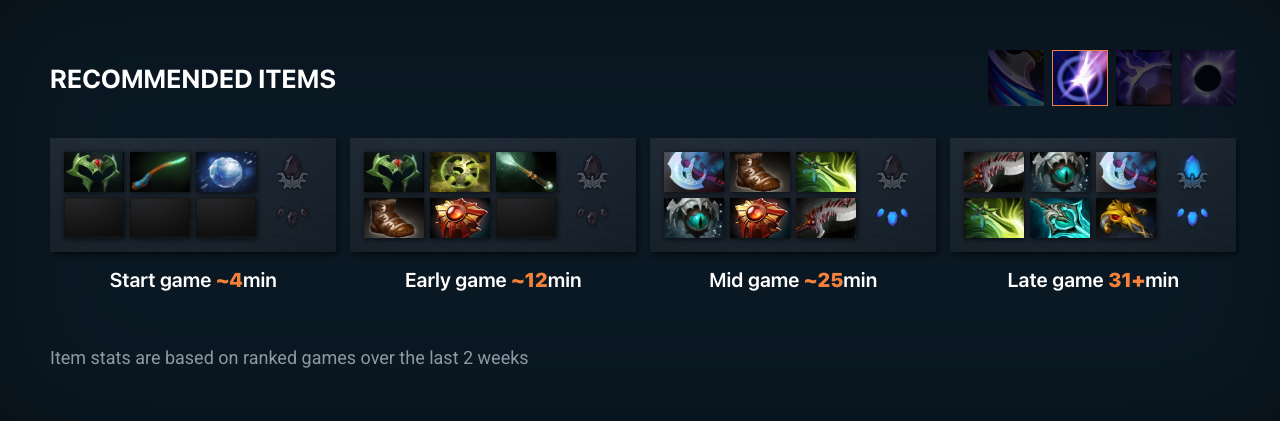 RECOMMENDED ITEMS
Start game ~4min
Early game ~12min
Mid game ~25min
Late game 31+min
Item stats are based on ranked games over the last 2 weeks